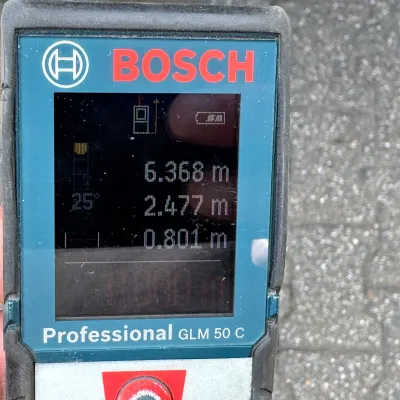 BOSCH
6.368 m
25°
2.477 m
0.801 m
Professional GLM 50 C